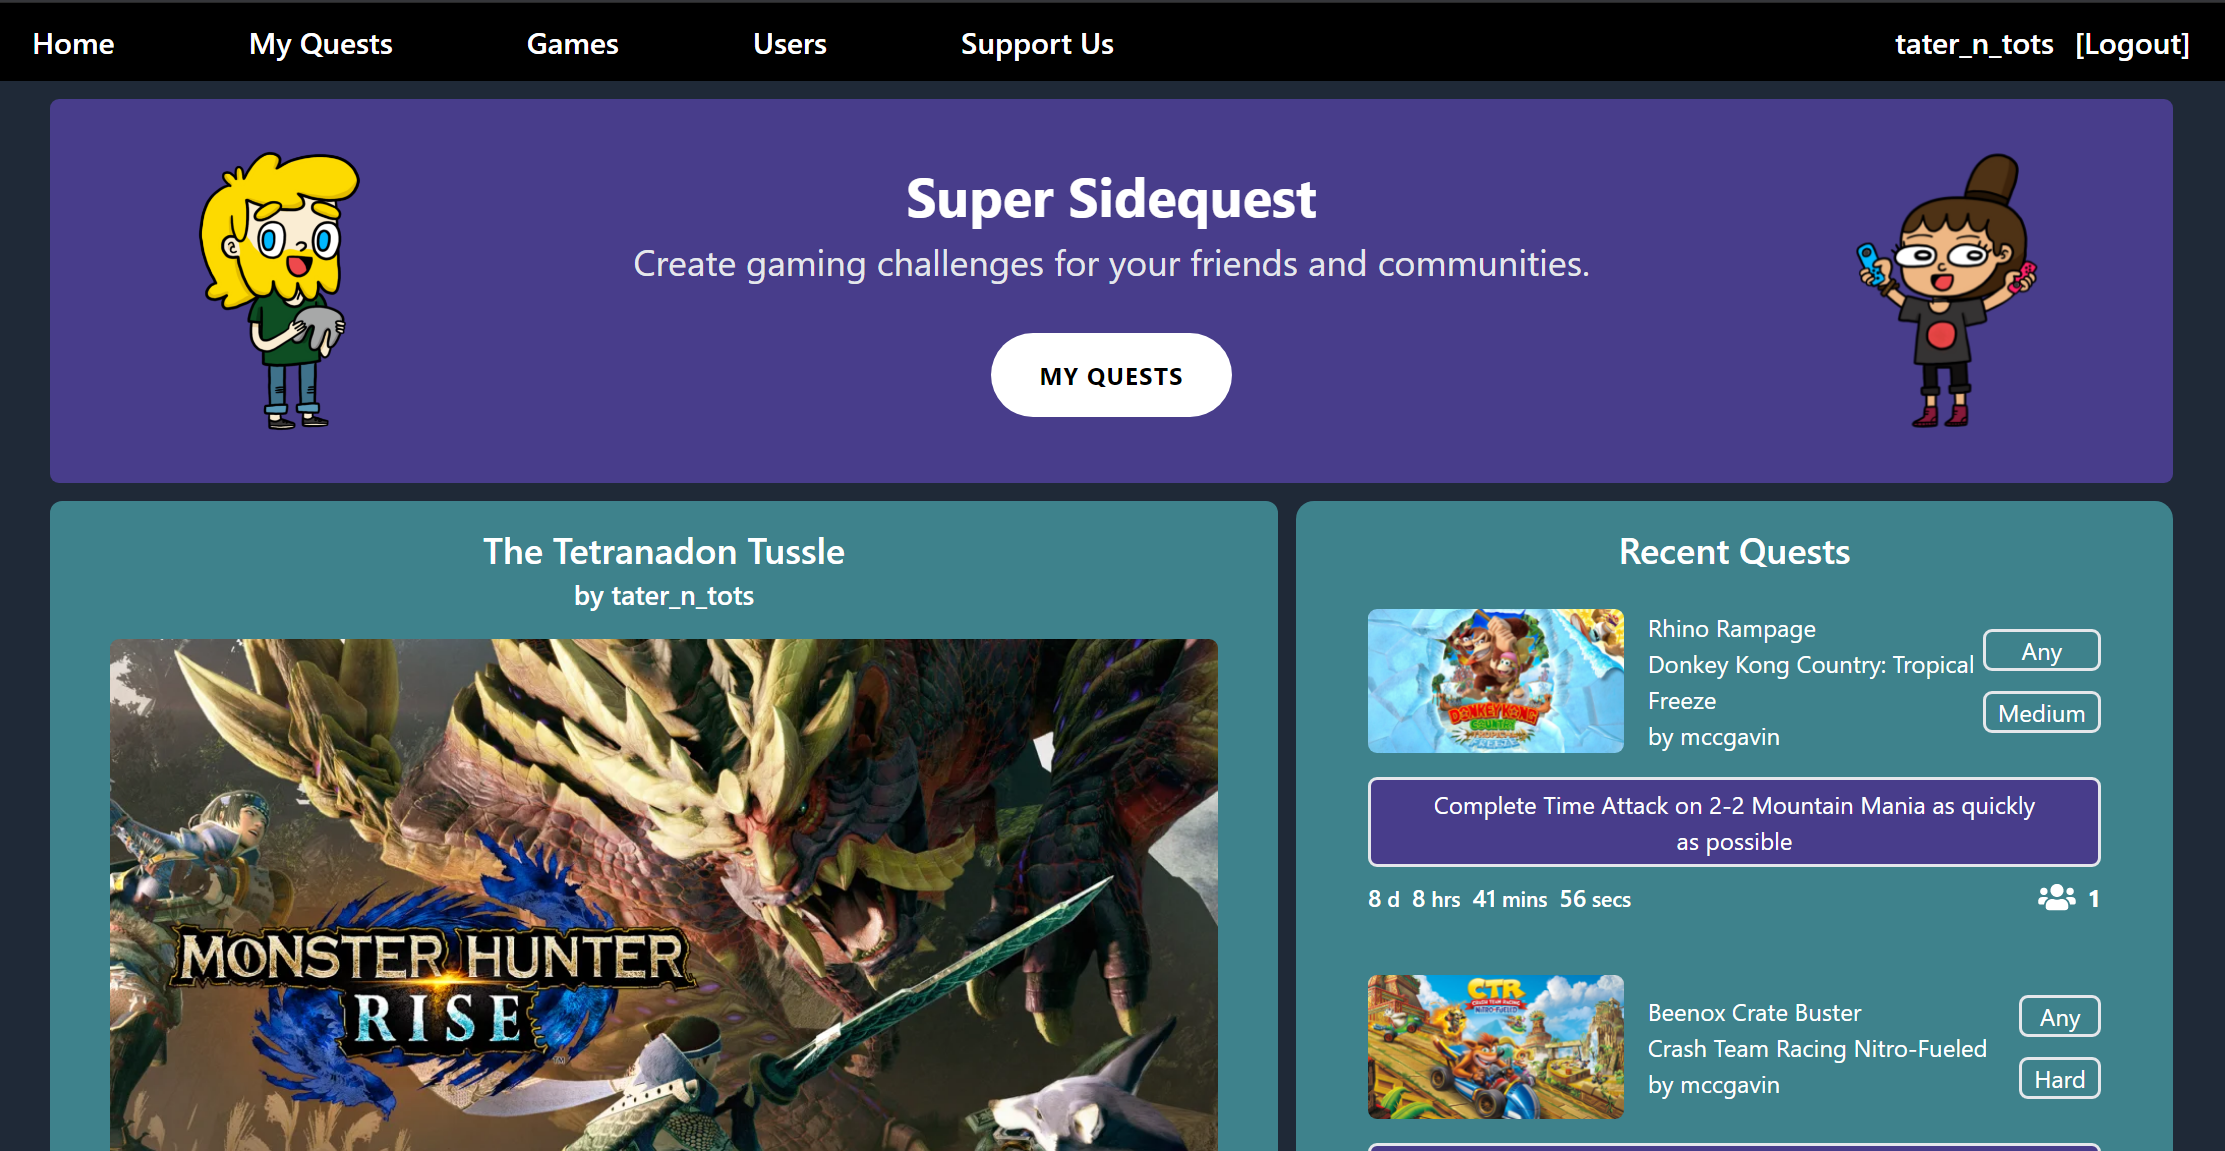 Home
My Quests
Games
Users
Support Us
tater_n_tots
[Logout]
Super Sidequest
Create gaming challenges for your friends and communities.
MY QUESTS
The Tetranadon Tussle
by tater_n_tots
MONSTER HUNTER
RISE
TM
Recent Quests
DONKEY KONG
COUNTRY
TROPICAL
FREEZE
Rhino Rampage
Donkey Kong Country: Tropical
Freeze
by mccgavin
Any
Medium
Complete Time Attack on 2-2 Mountain Mania as quickly
as possible
8 d 8 hrs 41 mins 56 secs
1
CTR
CRASH TEAM RACING
NITRO-FUELED
Beenox Crate Buster
Crash Team Racing Nitro-Fueled
by mccgavin
Any
Hard